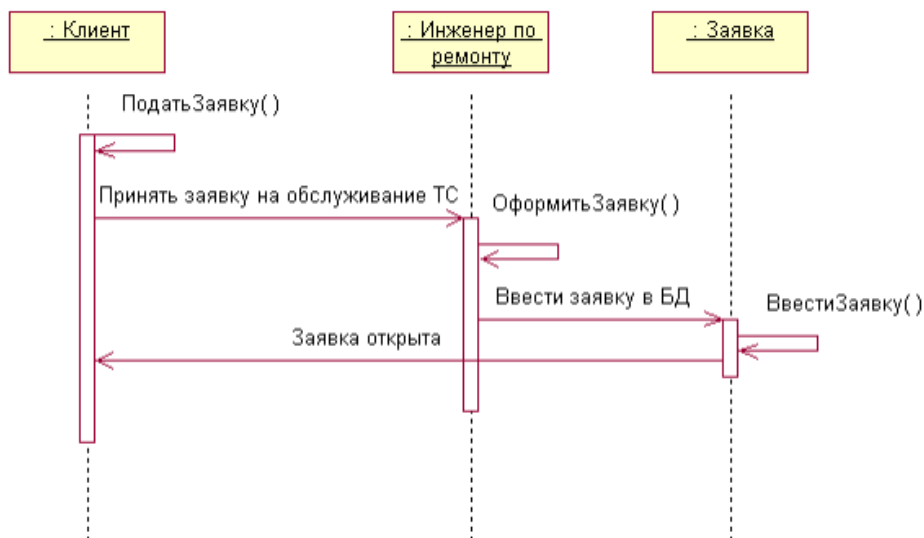 : Клиент
: Инженер по
ремонту
: Заявка
ПодатьЗаявку( )
Принять заявку на обслуживание ТС
ОформитьЗаявку( )
Ввести заявку в БД
ВвестиЗаявку( )
Заявка открыта